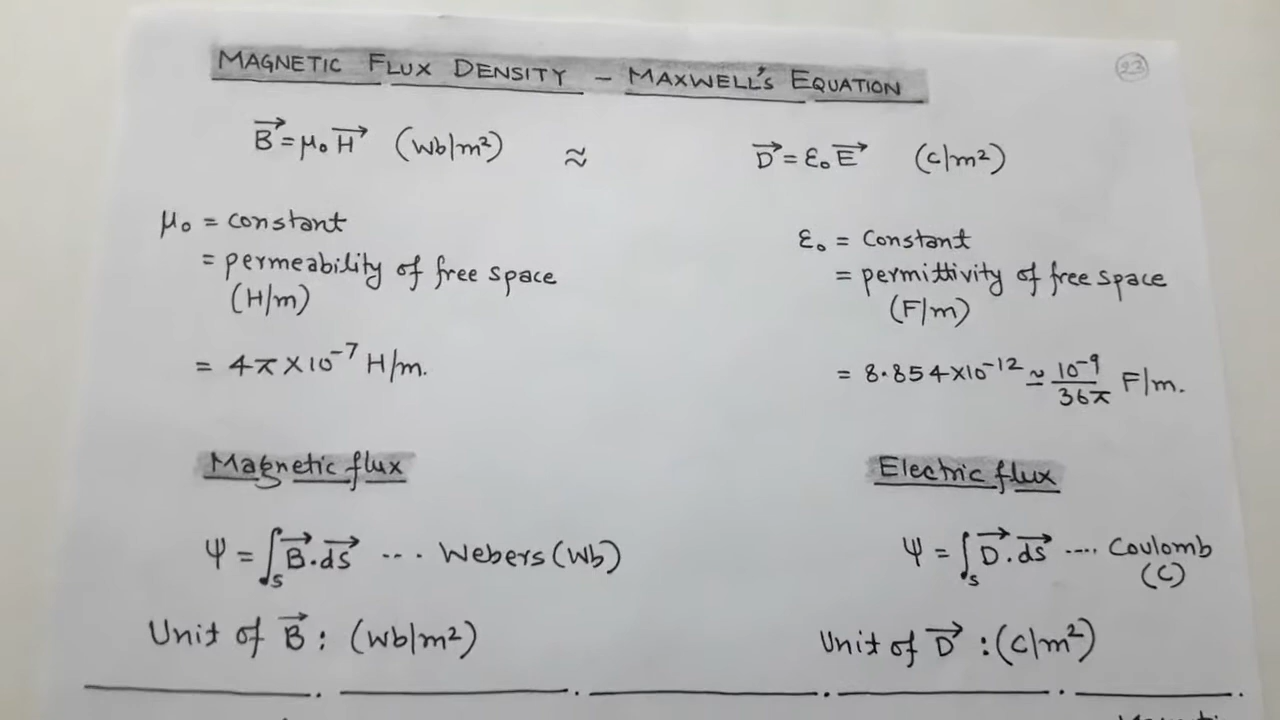 MAGNETIC FLUX DENSITY – MAXWELL'S EQUATION
23
B⃗ = μ₀H⃗ (Wb/m²) ≈ D⃗ = ε₀E⃗ (C/m²)
μ₀ = constant
= permeability of free space
(H/m)
= 4π×10⁻⁷ H/m.
ε₀ = Constant
= permittivity of free space
(F/m)
= 8.854×10⁻¹² ≃ 10⁻⁹/36π F/m.
Magnetic flux
ψ = ∫ₛ B⃗.ds⃗ .... Webers (Wb)
Unit of B⃗ : (Wb/m²)
Electric flux
ψ = ∫ₛ D⃗.ds⃗ .... Coulomb
(C)
Unit of D⃗ : (C/m²)